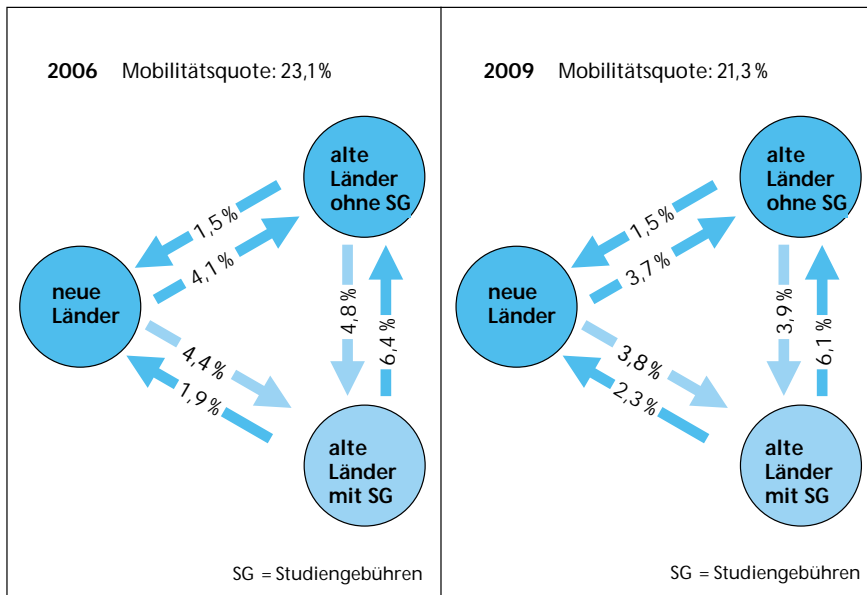 2006 Mobilitätsquote: 23,1 %
alte
Länder
ohne SG
1,5 %
4,1 %
neue
Länder
4,8 %
6,4 %
4,4 %
1,9 %
alte
Länder
mit SG
SG = Studiengebühren
2009 Mobilitätsquote: 21,3 %
alte
Länder
ohne SG
1,5 %
3,7 %
neue
Länder
3,9 %
6,1 %
3,8 %
2,3 %
alte
Länder
mit SG
SG = Studiengebühren